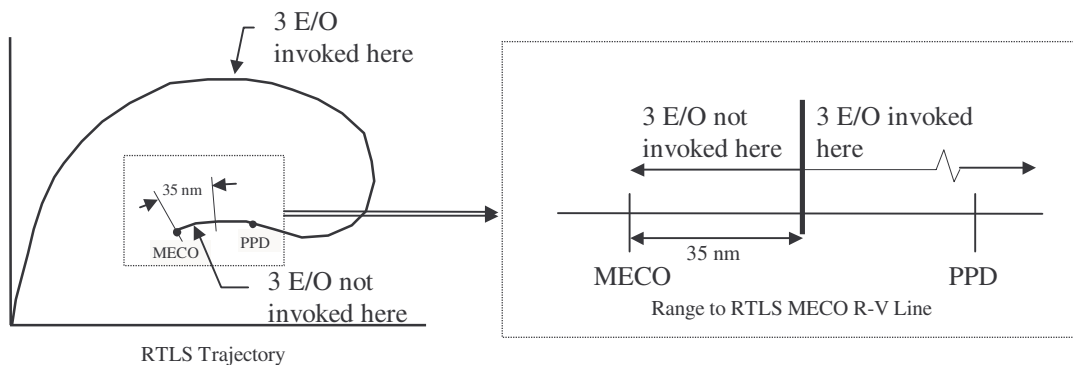 3 E/O
invoked here
35 nm
PPD
MECO
3 E/O not
invoked here
RTLS Trajectory
3 E/O not
invoked here
3 E/O invoked
here
35 nm
MECO
PPD
Range to RTLS MECO R-V Line